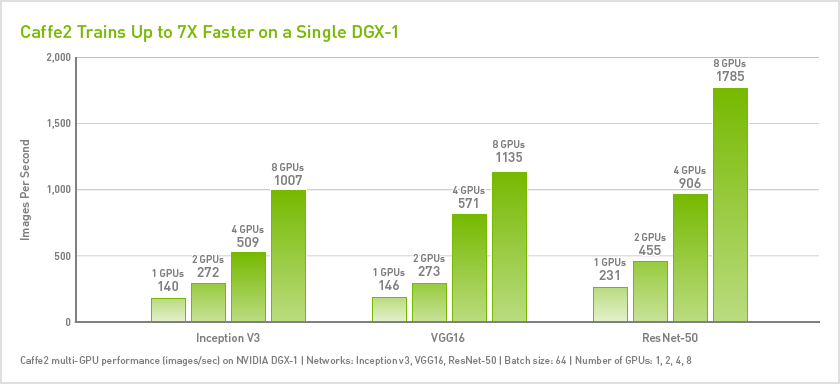 Caffe2 Trains Up to 7X Faster on a Single DGX-1
Images Per Second
2,000
1,500
1,000
500
0
1 GPUs
140
2 GPUs
272
4 GPUs
509
8 GPUs
1007
1 GPUs
146
2 GPUs
273
4 GPUs
571
8 GPUs
1135
1 GPUs
231
2 GPUs
455
4 GPUs
906
8 GPUs
1785
Inception V3
VGG16
ResNet-50
Caffe2 multi-GPU performance (images/sec) on NVIDIA DGX-1 | Networks: Inception v3, VGG16, ResNet-50 | Batch size: 64 | Number of GPUs: 1, 2, 4, 8